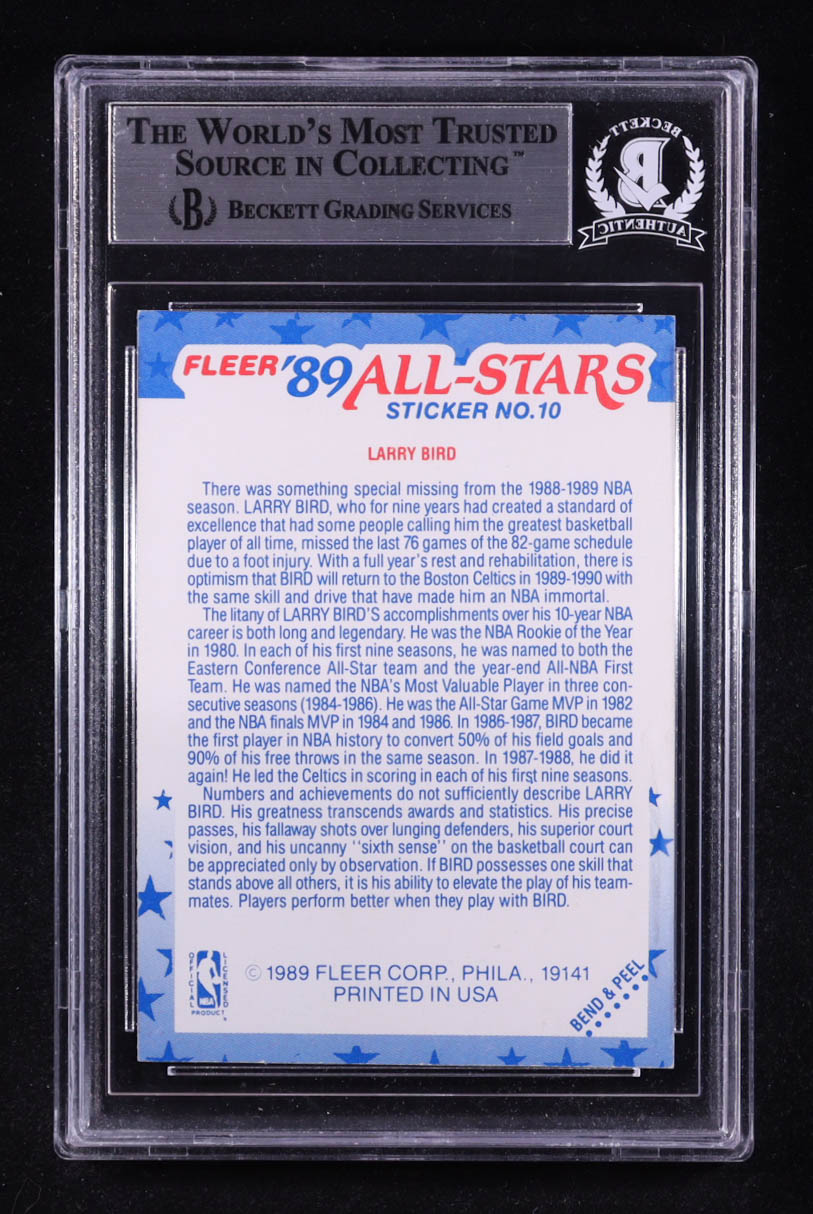 THE WORLD'S MOST TRUSTED
SOURCE IN COLLECTING™
B BECKETT GRADING SERVICES
BECKETT
B
AUTHENTIC
FLEER '89 ALL-STARS
STICKER NO.10
LARRY BIRD
There was something special missing from the 1988-1989 NBA
season. LARRY BIRD, who for nine years had created a standard of
excellence that had some people calling him the greatest basketball
player of all time, missed the last 76 games of the 82-game schedule
due to a foot injury. With a full year's rest and rehabilitation, there is
optimism that BIRD will return to the Boston Celtics in 1989-1990 with
the same skill and drive that have made him an NBA immortal.
The litany of LARRY BIRD'S accomplishments over his 10-year NBA
career is both long and legendary. He was the NBA Rookie of the Year
in 1980. In each of his first nine seasons, he was named to both the
Eastern Conference All-Star team and the year-end All-NBA First
Team. He was named the NBA's Most Valuable Player in three con-
secutive seasons (1984-1986). He was the All-Star Game MVP in 1982
and the NBA finals MVP in 1984 and 1986. In 1986-1987, BIRD became
the first player in NBA history to convert 50% of his field goals and
90% of his free throws in the same season. In 1987-1988, he did it
again! He led the Celtics in scoring in each of his first nine seasons.
Numbers and achievements do not sufficiently describe LARRY
BIRD. His greatness transcends awards and statistics. His precise
passes, his fallaway shots over lunging defenders, his superior court
vision, and his uncanny "sixth sense" on the basketball court can
be appreciated only by observation. If BIRD possesses one skill that
stands above all others, it is his ability to elevate the play of his team-
mates. Players perform better when they play with BIRD.
OFFICIAL NBA LICENSED
PRODUCT
© 1989 FLEER CORP., PHILA., 19141
PRINTED IN USA
BEND & PEEL